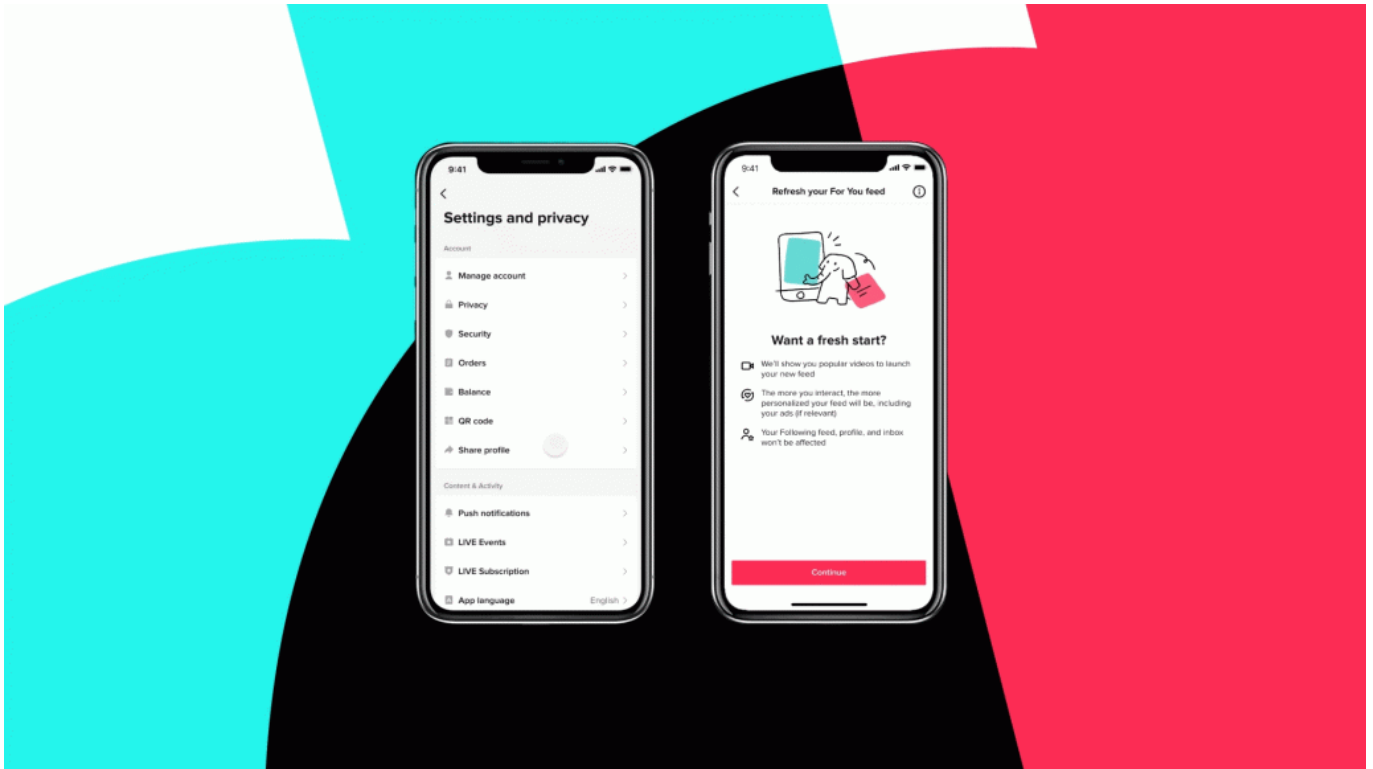 9:41
Settings and privacy
Account
Manage account
Privacy
Security
Orders
Balance
QR code
Share profile
Content & Activity
Push notifications
LIVE Events
LIVE Subscription
App language English
9:41
Refresh your For You feed
Want a fresh start?
We'll show you popular videos to launch
your new feed
The more you interact, the more
personalized your feed will be, including
your ads (if relevant)
Your Following feed, profile, and inbox
won't be affected
Continue